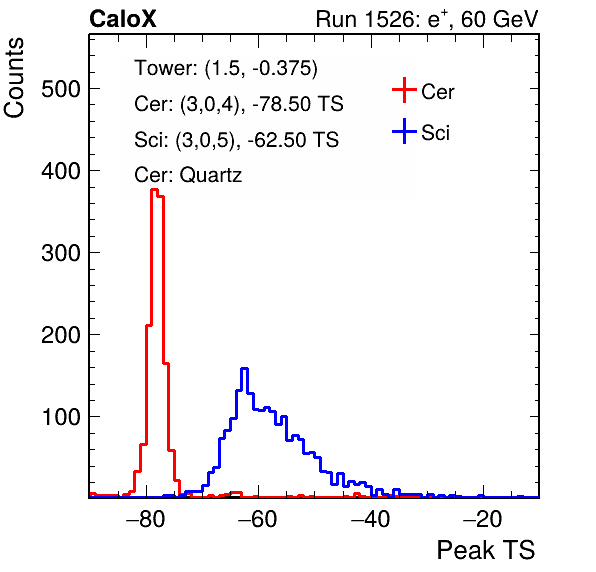 CaloX Run 1526: e⁺, 60 GeV
Counts
Tower: (1.5, -0.375)
Cer: (3,0,4), -78.50 TS
Sci: (3,0,5), -62.50 TS
Cer: Quartz
Cer
Sci
500
400
300
200
100
−80 −60 −40 −20
Peak TS